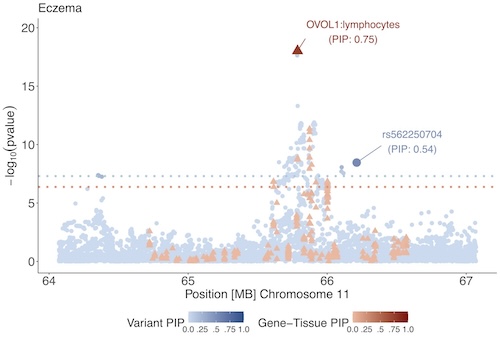 Eczema
OVOL1:lymphocytes
(PIP: 0.75)
rs562250704
(PIP: 0.54)
−log10(pvalue)
20
15
10
5
0
64
65
66
67
Position [MB] Chromosome 11
Variant PIP
0.0 .25 .5 .75 1.0
Gene−Tissue PIP
0.0 .25 .5 .75 1.0